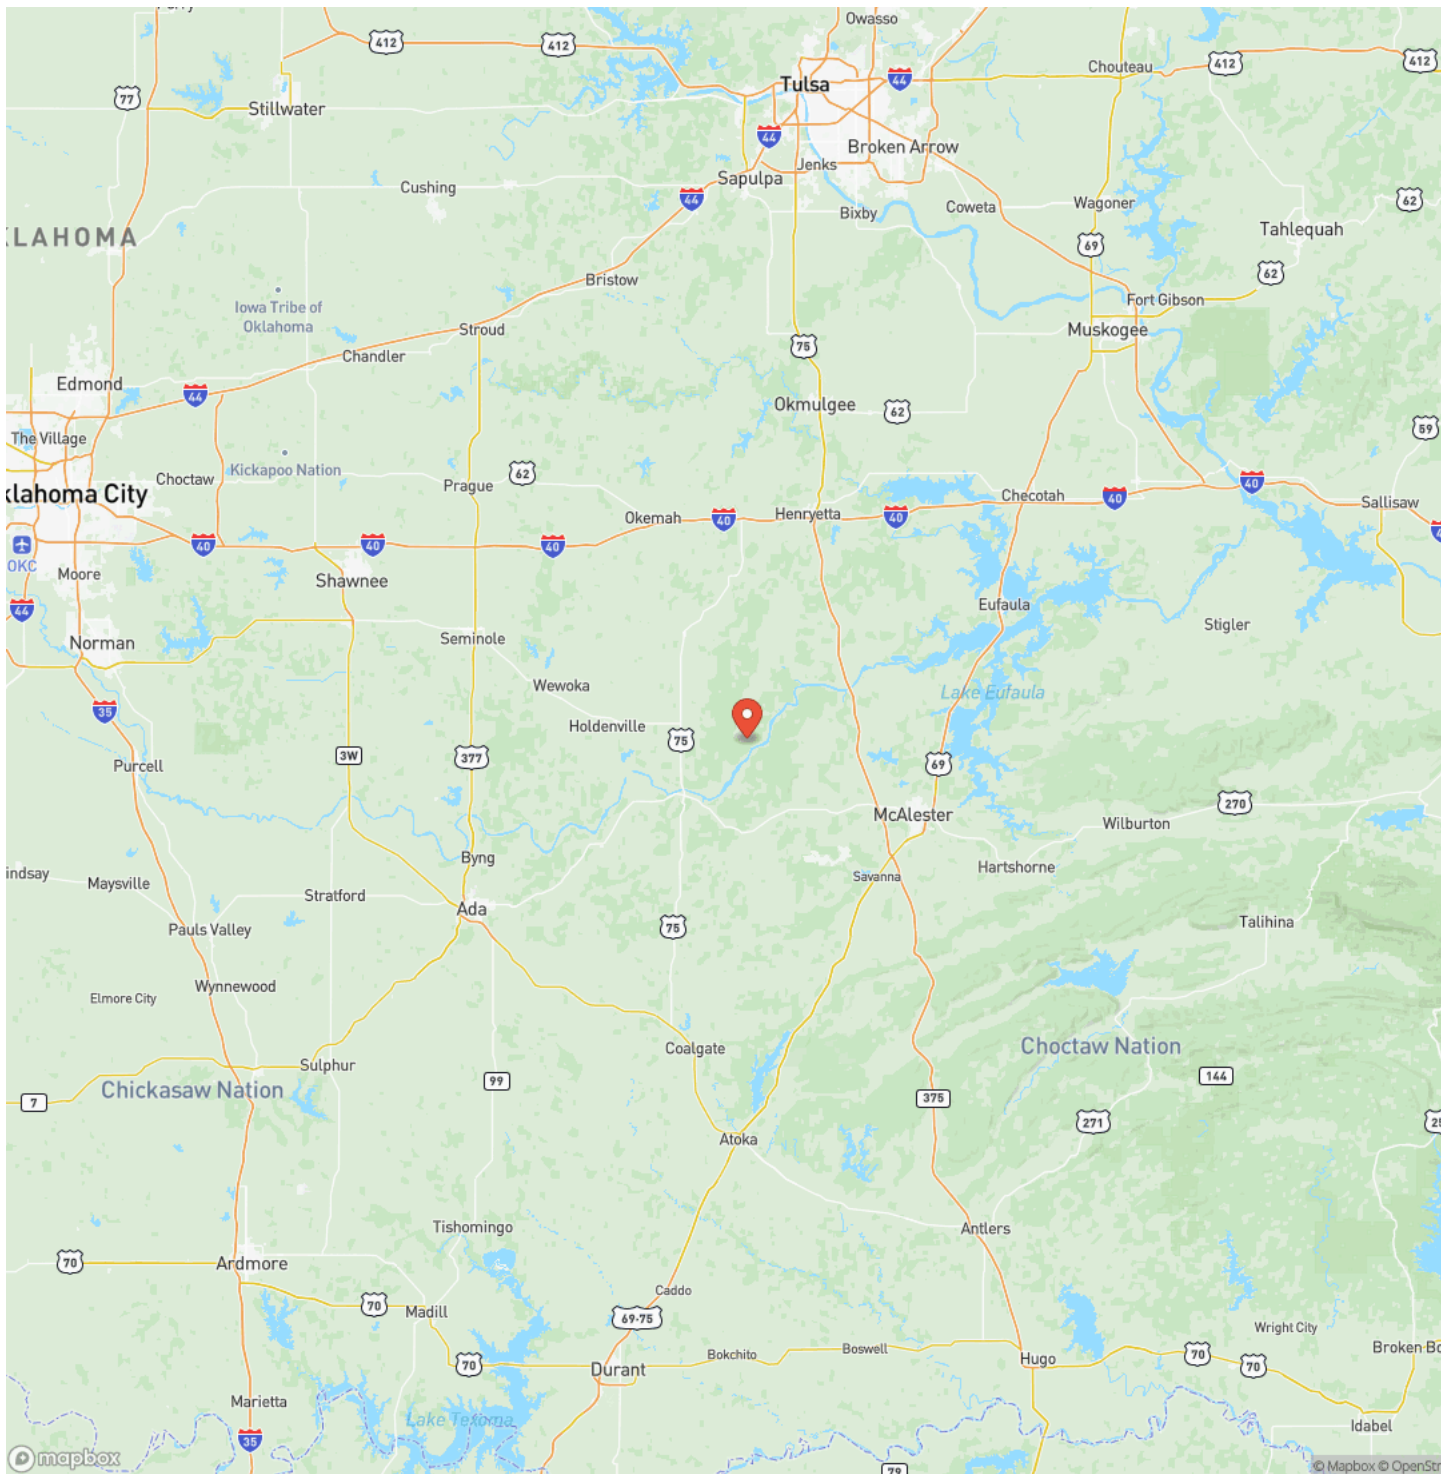 Owasso
412
412
412
412
Chouteau
Tulsa
44
77
Stillwater
44
Broken Arrow
Jenks
Sapulpa
Cushing
44
62
Bixby
Coweta
Wagoner
Tahlequah
KLAHOMA
69
62
Bristow
Iowa Tribe of
Oklahoma
Fort Gibson
Stroud
Muskogee
75
Chandler
Edmond
44
Okmulgee
62
59
The Village
Kickapoo Nation
Choctaw
62
Prague
klahoma City
Checotah
40
40
Sallisaw
Okemah
40
Henryetta
40
OKC
40
40
40
Moore
Shawnee
44
Eufaula
Stigler
Norman
Seminole
Wewoka
Lake Eufaula
35
Holdenville
75
3W
377
69
Purcell
McAlester
270
Wilburton
Byng
Hartshorne
indsay
Maysville
Stratford
Savanna
Ada
Pauls Valley
75
Talihina
Wynnewood
Elmore City
Coalgate
Choctaw Nation
Sulphur
Chickasaw Nation
99
144
7
375
271
25
Atoka
Tishomingo
Antlers
70
Ardmore
Caddo
70
Madill
69-75
Wright City
Bokchito
Boswell
Broken Bo
70
Durant
Hugo
70
70
Marietta
Lake Texoma
Idabel
35
mapbox
79
© Mapbox © OpenStr